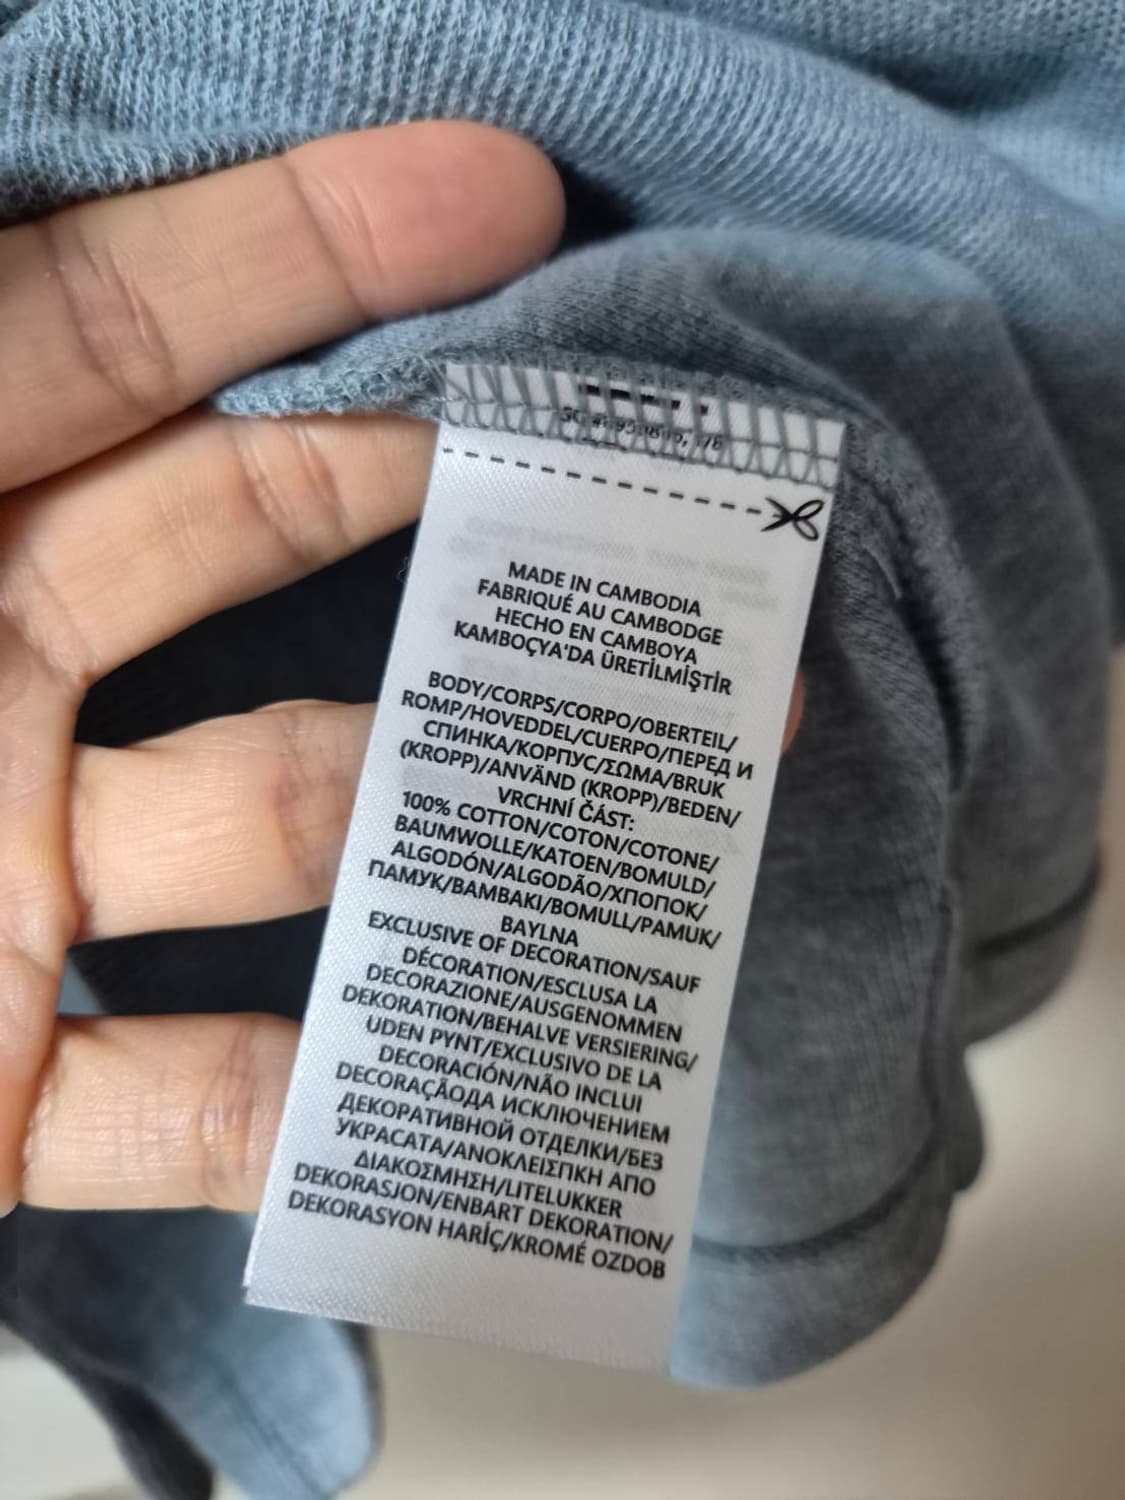 MADE IN CAMBODIA
FABRIQUÉ AU CAMBODGE
HECHO EN CAMBOYA
KAMBOÇYA'DA ÜRETİLMİŞTİR
BODY/CORPS/CORPO/OBERTEIL/
ROMP/HOVEDDEL/CUERPO/ПЕРЕД И
СПИНКА/КОРПУС/ΣΩΜΑ/BRUK
(KROPP)/ANVÄND (KROPP)/BEDEN/
VRCHNÍ ČÁST:
100% COTTON/COTON/COTONE/
BAUMWOLLE/KATOEN/BOMULD/
ALGODÓN/ALGODÃO/ХПОПОК/
ПАМУК/BAMBAKI/BOMULL/PAMUK/
BAYLNA
EXCLUSIVE OF DECORATION/SAUF
DÉCORATION/ESCLUSA LA
DECORAZIONE/AUSGENOMMEN
DEKORATION/BEHALVE VERSIERING/
UDEN PYNT/EXCLUSIVO DE LA
DECORACIÓN/NÃO INCLUI
DECORAÇÃOДА ИСКЛЮЧЕНИЕМ
ДЕКОРАТИВНОЙ ОТДЕЛКИ/БЕЗ
УКРАСАТА/ΑΝΟΚΛΕΙΣΠΚΗ ΑΠΟ
ΔΙΑΚΟΣΜΗΣΗ/LITELUKKER
DEKORASJON/ENBART DEKORATION/
DEKORASYON HARİÇ/KROMÉ OZDOB